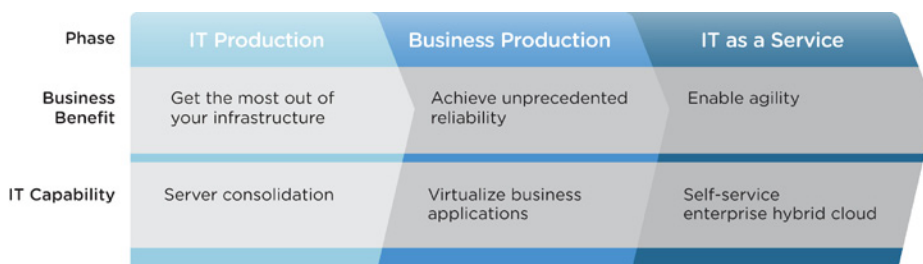 Phase
IT Production
Business Production
IT as a Service
Business
Benefit
Get the most out of
your infrastructure
Achieve unprecedented
reliability
Enable agility
IT Capability
Server consolidation
Virtualize business
applications
Self-service
enterprise hybrid cloud